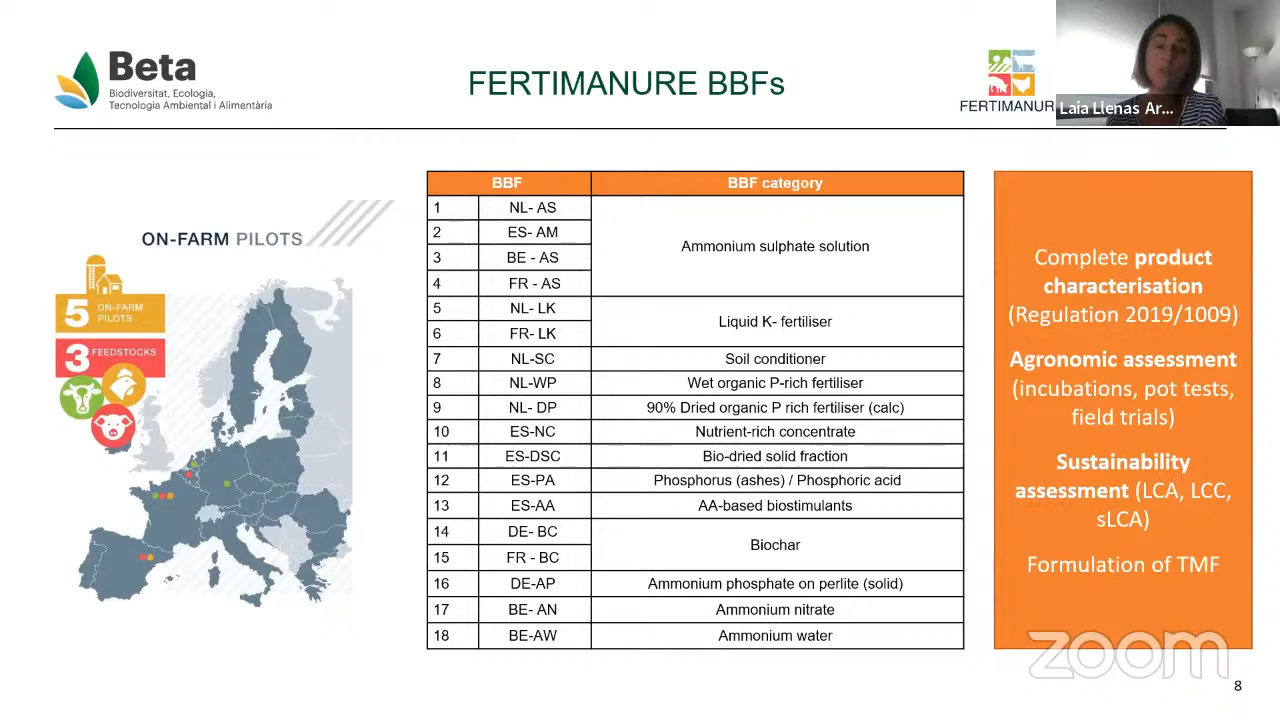 Beta
Biodiversitat, Ecologia,
Tecnologia Ambiental i Alimentària
FERTIMANURE BBFs
FERTIMANUR
Laia Llenas Ar...
ON-FARM PILOTS
5 ON-FARM PILOTS
3 FEEDSTOCKS
BBF BBF category
1 NL- AS Ammonium sulphate solution
2 ES- AM
3 BE - AS
4 FR - AS
5 NL- LK Liquid K- fertiliser
6 FR- LK
7 NL-SC Soil conditioner
8 NL-WP Wet organic P-rich fertiliser
9 NL- DP 90% Dried organic P rich fertiliser (calc)
10 ES-NC Nutrient-rich concentrate
11 ES-DSC Bio-dried solid fraction
12 ES-PA Phosphorus (ashes) / Phosphoric acid
13 ES-AA AA-based biostimulants
14 DE- BC Biochar
15 FR - BC
16 DE-AP Ammonium phosphate on perlite (solid)
17 BE- AN Ammonium nitrate
18 BE-AW Ammonium water
Complete product
characterisation
(Regulation 2019/1009)
Agronomic assessment
(incubations, pot tests,
field trials)
Sustainability
assessment (LCA, LCC,
sLCA)
Formulation of TMF
zoom
8